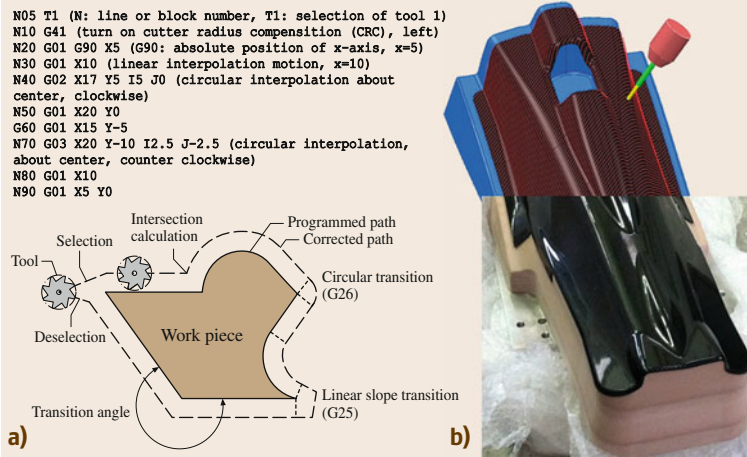 N05 T1 (N: line or block number, T1: selection of tool 1)
N10 G41 (turn on cutter radius compensition (CRC), left)
N20 G01 G90 X5 (G90: absolute position of x-axis, x=5)
N30 G01 X10 (linear interpolation motion, x=10)
N40 G02 X17 Y5 I5 J0 (circular interpolation about
center, clockwise)
N50 G01 X20 Y0
G60 G01 X15 Y-5
N70 G03 X20 Y-10 I2.5 J-2.5 (circular interpolation,
about center, counter clockwise)
N80 G01 X10
N90 G01 X5 Y0
Intersection
calculation
Programmed path
Corrected path
Selection
Tool
Circular transition
(G26)
Deselection
Work piece
Linear slope transition
(G25)
Transition angle
a)
b)